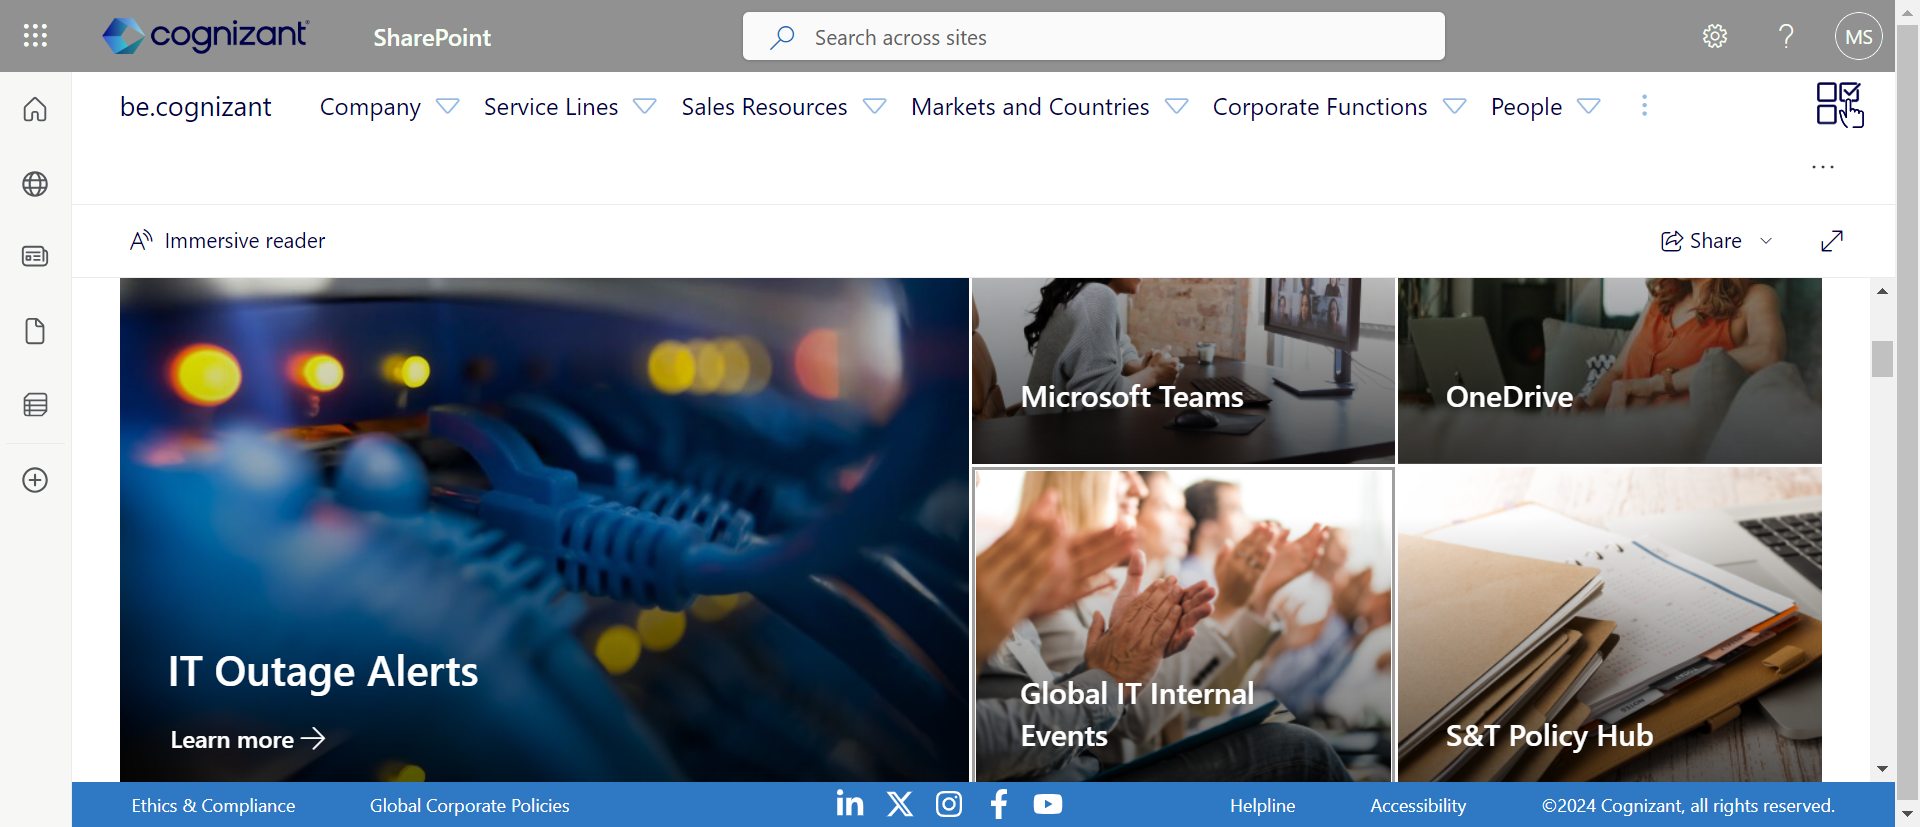 cognizant
SharePoint
Search across sites
MS
be.cognizant
Company
Service Lines
Sales Resources
Markets and Countries
Corporate Functions
People
Immersive reader
Share
IT Outage Alerts
Learn more
Microsoft Teams
OneDrive
Global IT Internal
Events
S&T Policy Hub
Ethics & Compliance
Global Corporate Policies
Helpline
Accessibility
©2024 Cognizant, all rights reserved.